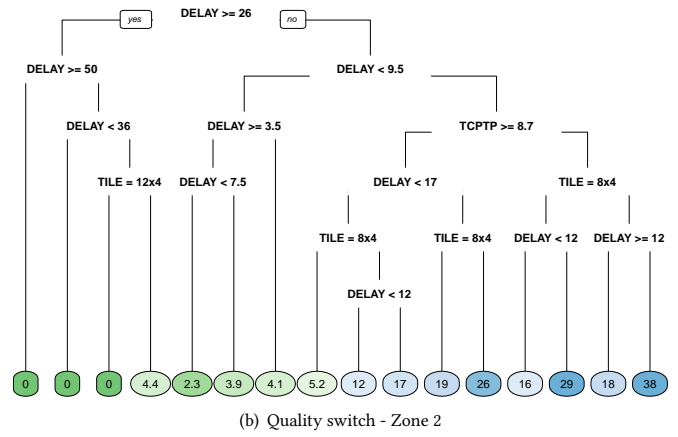 DELAY >= 26
yes
no
DELAY >= 50
DELAY < 9.5
DELAY < 36
DELAY >= 3.5
TCPTP >= 8.7
TILE = 12x4
DELAY < 7.5
DELAY < 17
TILE = 8x4
TILE = 8x4
TILE = 8x4
DELAY < 12
DELAY >= 12
DELAY < 12
0 0 0 4.4 2.3 3.9 4.1 5.2 12 17 19 26 16 29 18 38
(b) Quality switch - Zone 2